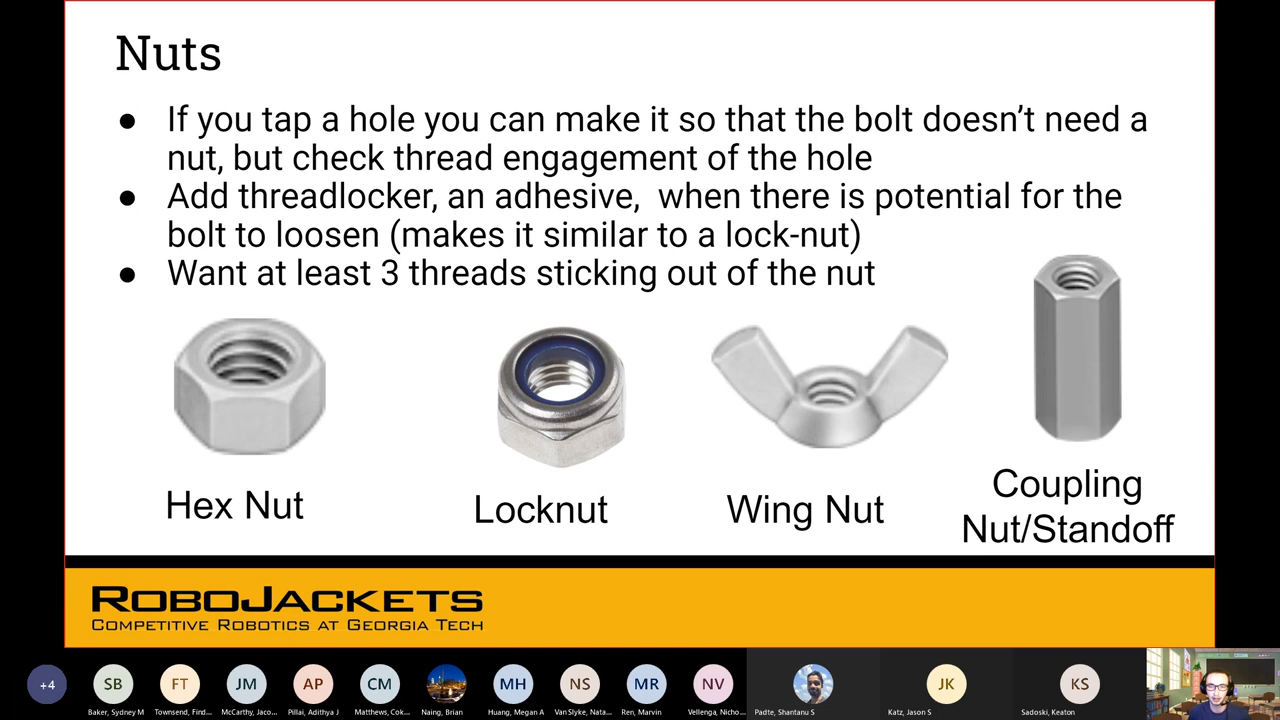 Nuts
● If you tap a hole you can make it so that the bolt doesn’t need a
nut, but check thread engagement of the hole
● Add threadlocker, an adhesive,  when there is potential for the
bolt to loosen (makes it similar to a lock-nut)
● Want at least 3 threads sticking out of the nut
Hex Nut
Locknut
Wing Nut
Coupling
Nut/Standoff
ROBOJACKETS
COMPETITIVE ROBOTICS AT GEORGIA TECH
+4
SB
FT
JM
AP
CM
MH
NS
MR
NV
JK
KS
Baker, Sydney M
Townsend, Find...
McCarthy, Jaco...
Pillai, Adithya J
Matthews, Cok...
Naing, Brian
Huang, Megan A
Van Slyke, Nata...
Ren, Marvin
Vellenga, Nicho...
Padte, Shantanu S
Katz, Jason S
Sadoski, Keaton